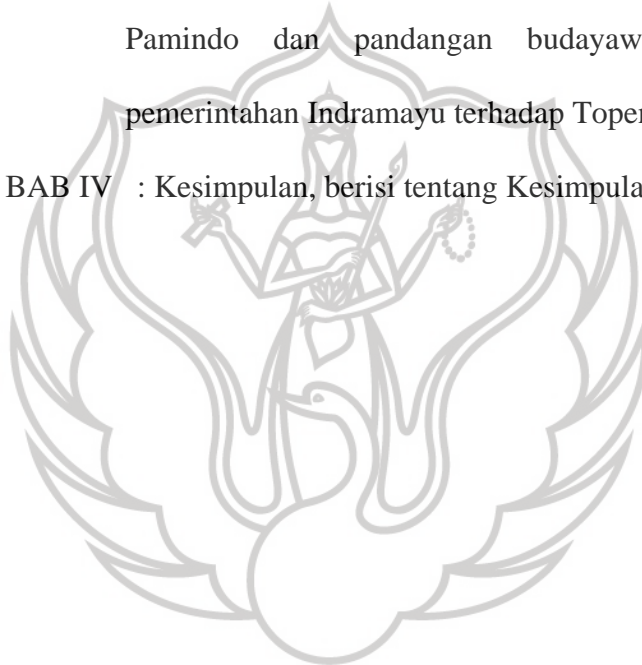 Pamindo dan pandangan budayaw
pemerintahan Indramayu terhadap Toper
BAB IV : Kesimpulan, berisi tentang Kesimpula